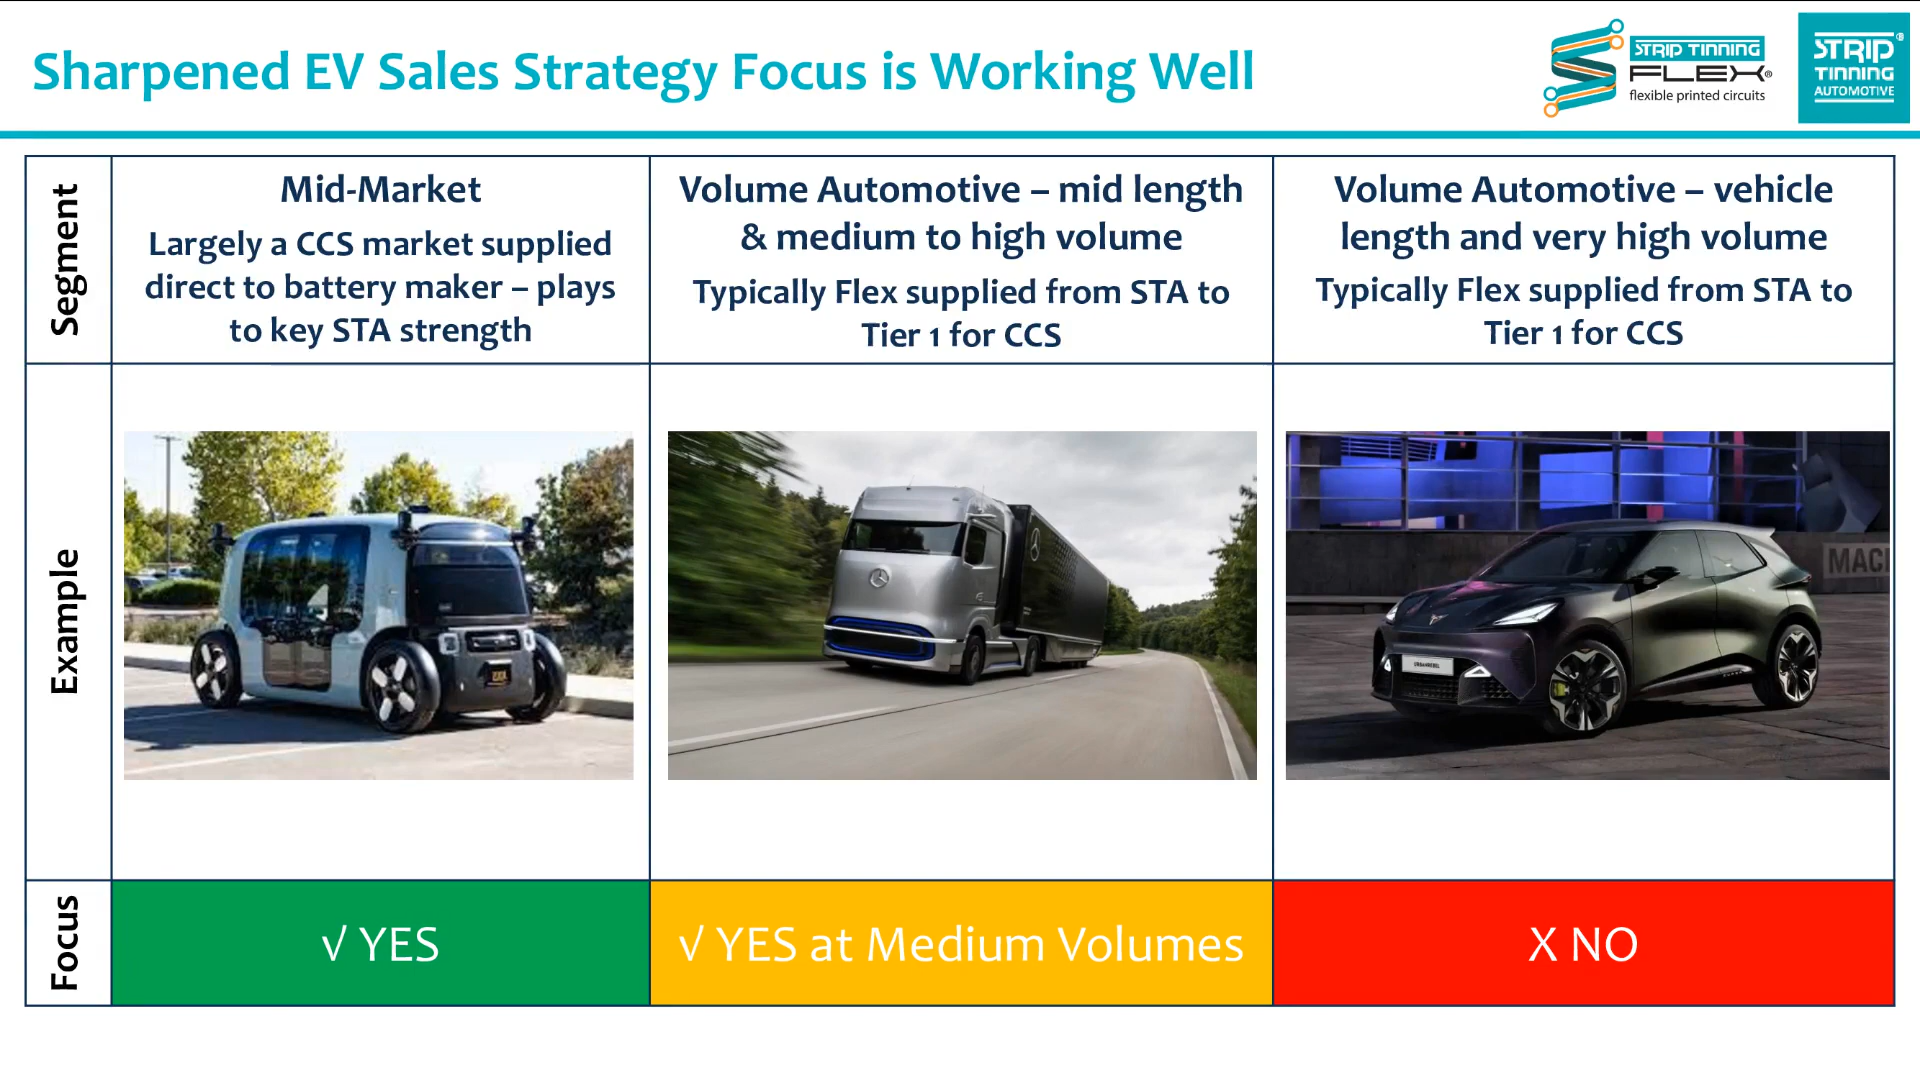 Sharpened EV Sales Strategy Focus is Working Well
STRIP TINNING
FLEX®
flexible printed circuits
STRIP®
TINNING
AUTOMOTIVE
Segment
Mid-Market
Largely a CCS market supplied
direct to battery maker – plays
to key STA strength
Volume Automotive – mid length
& medium to high volume
Typically Flex supplied from STA to
Tier 1 for CCS
Volume Automotive – vehicle
length and very high volume
Typically Flex supplied from STA to
Tier 1 for CCS
Example
MACI
URBANREBEL
Focus
√ YES
√ YES at Medium Volumes
X NO